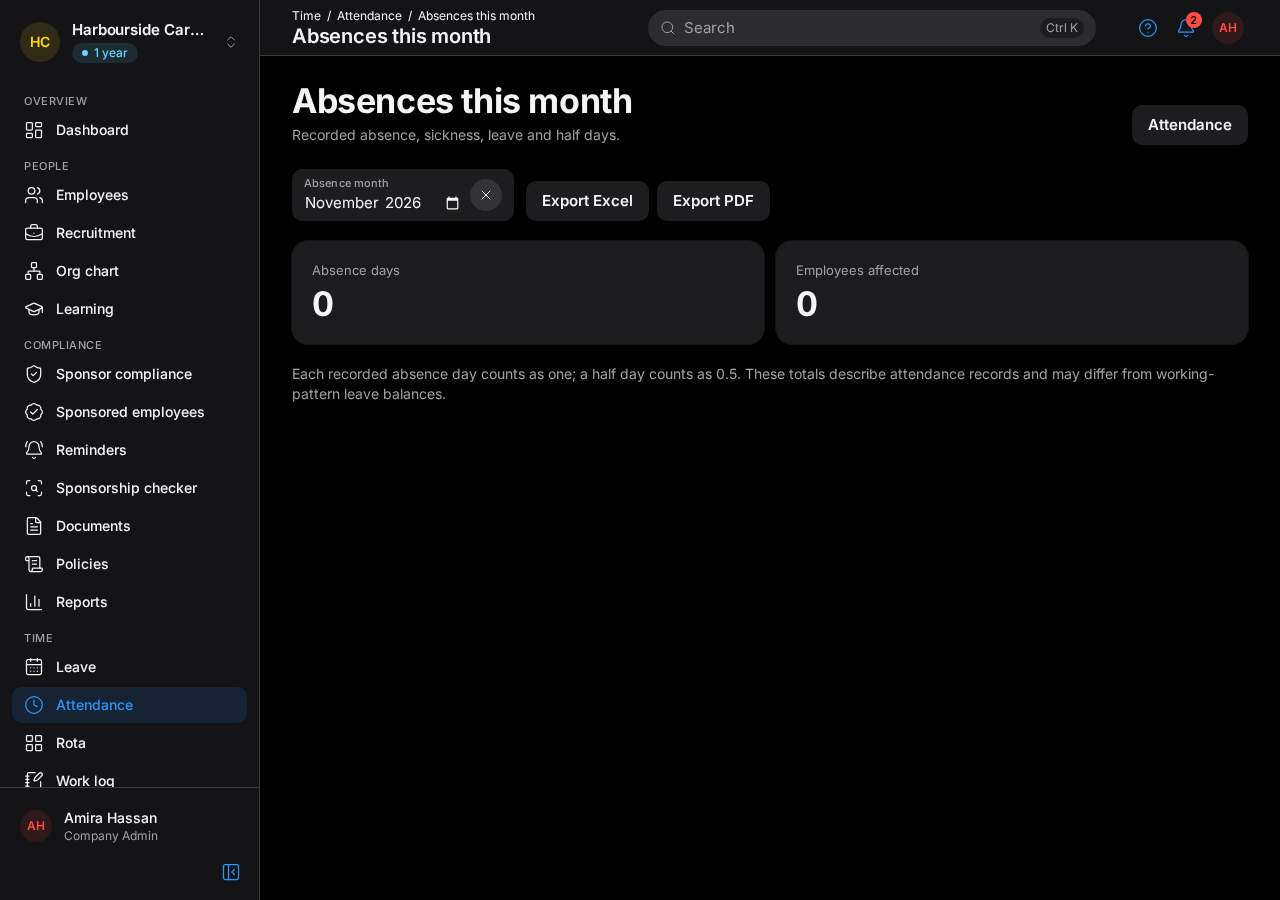 HC
Harbourside Car...
1 year
OVERVIEW
Dashboard
PEOPLE
Employees
Recruitment
Org chart
Learning
COMPLIANCE
Sponsor compliance
Sponsored employees
Reminders
Sponsorship checker
Documents
Policies
Reports
TIME
Leave
Attendance
Rota
Work log
AH
Amira Hassan
Company Admin
Time / Attendance / Absences this month
Absences this month
Search
Ctrl K
2
AH
Absences this month
Recorded absence, sickness, leave and half days.
Attendance
Absence month
November 2026
Export Excel
Export PDF
Absence days
0
Employees affected
0
Each recorded absence day counts as one; a half day counts as 0.5. These totals describe attendance records and may differ from working-
pattern leave balances.